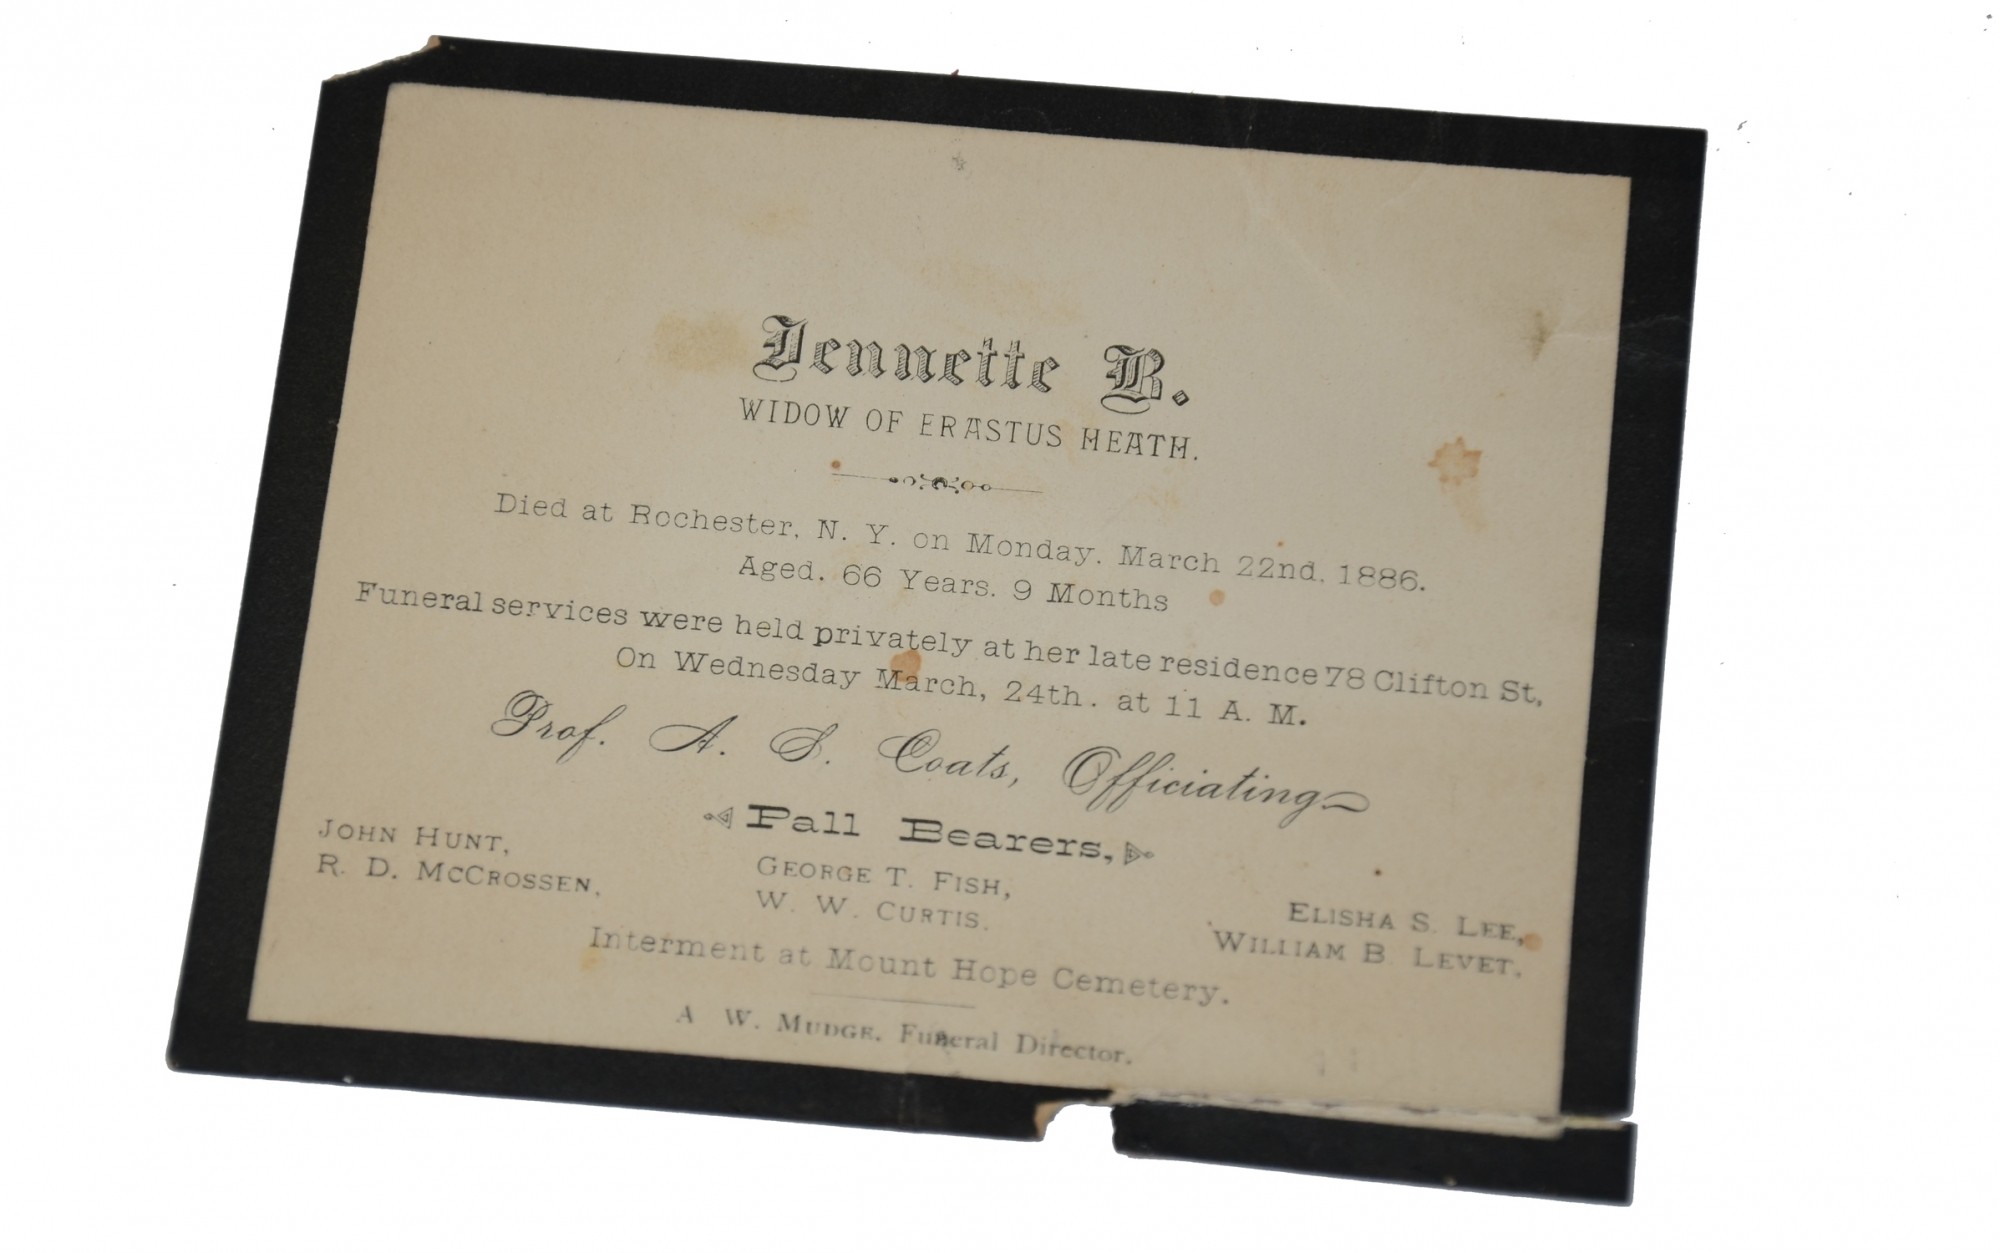 Jennette B.
WIDOW OF ERASTUS HEATH.
Died at Rochester, N. Y. on Monday. March 22nd. 1886.
Aged. 66 Years. 9 Months
Funeral services were held privately at her late residence 78 Clifton St,
On Wednesday March, 24th. at 11 A. M.
Prof. A. S. Coats, Officiating
Pall Bearers,
JOHN HUNT,
R. D. MCCROSSEN,
GEORGE T. FISH,
W. W. CURTIS.
ELISHA S. LEE,
WILLIAM B. LEVET.
Interment at Mount Hope Cemetery.
A W. MUDGE. Funeral Director.